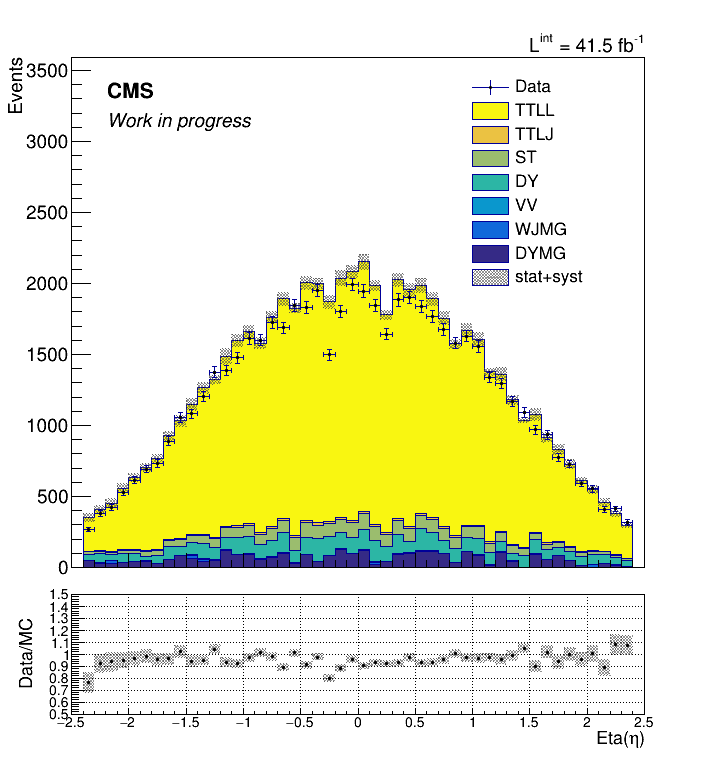 L^int = 41.5 fb^-1
Events
3500
3000
2500
2000
1500
1000
500
0
CMS
Work in progress
Data
TTLL
TTLJ
ST
DY
VV
WJMG
DYMG
stat+syst
Data/MC
1.5
1.4
1.3
1.2
1.1
1
0.9
0.8
0.7
0.6
0.5
−2.5 −2 −1.5 −1 −0.5 0 0.5 1 1.5 2 2.5
Eta(η)